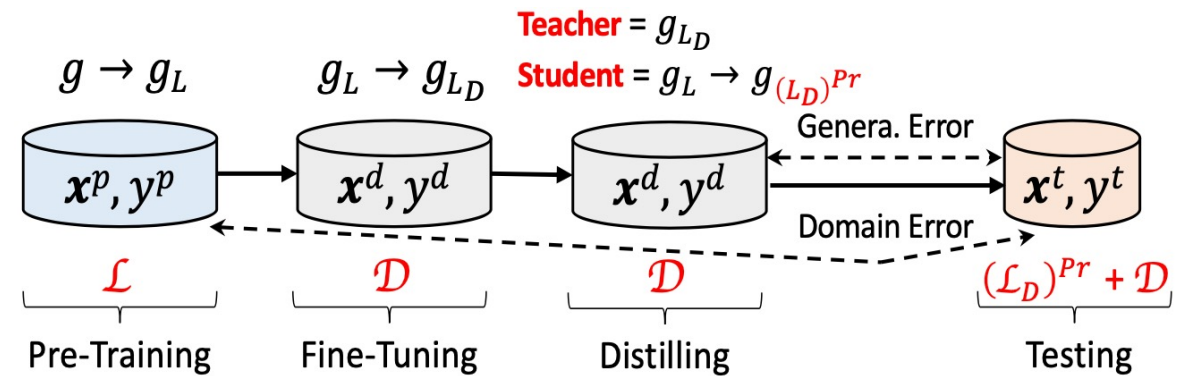 Teacher = g_{L_D}
g → g_L
g_L → g_{L_D}
Student = g_L → g_{(L_D)^{Pr}}
Genera. Error
x^p, y^p
x^d, y^d
x^d, y^d
x^t, y^t
Domain Error
ℒ
𝒟
𝒟
(ℒ_D)^{Pr} + 𝒟
Pre-Training
Fine-Tuning
Distilling
Testing